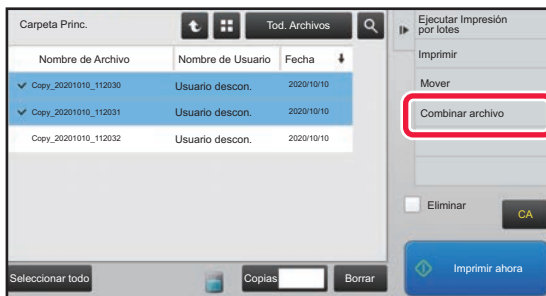 Carpeta Princ.
Tod. Archivos
Nombre de Archivo
Nombre de Usuario
Fecha
Copy_20201010_112030
Usuario descon.
2020/10/10
Copy_20201010_112031
Usuario descon.
2020/10/10
Copy_20201010_112032
Usuario descon.
2020/10/10
Seleccionar todo
Copias
Borrar
Ejecutar Impresión
por lotes
Imprimir
Mover
Combinar archivo
Eliminar
CA
Imprimir ahora